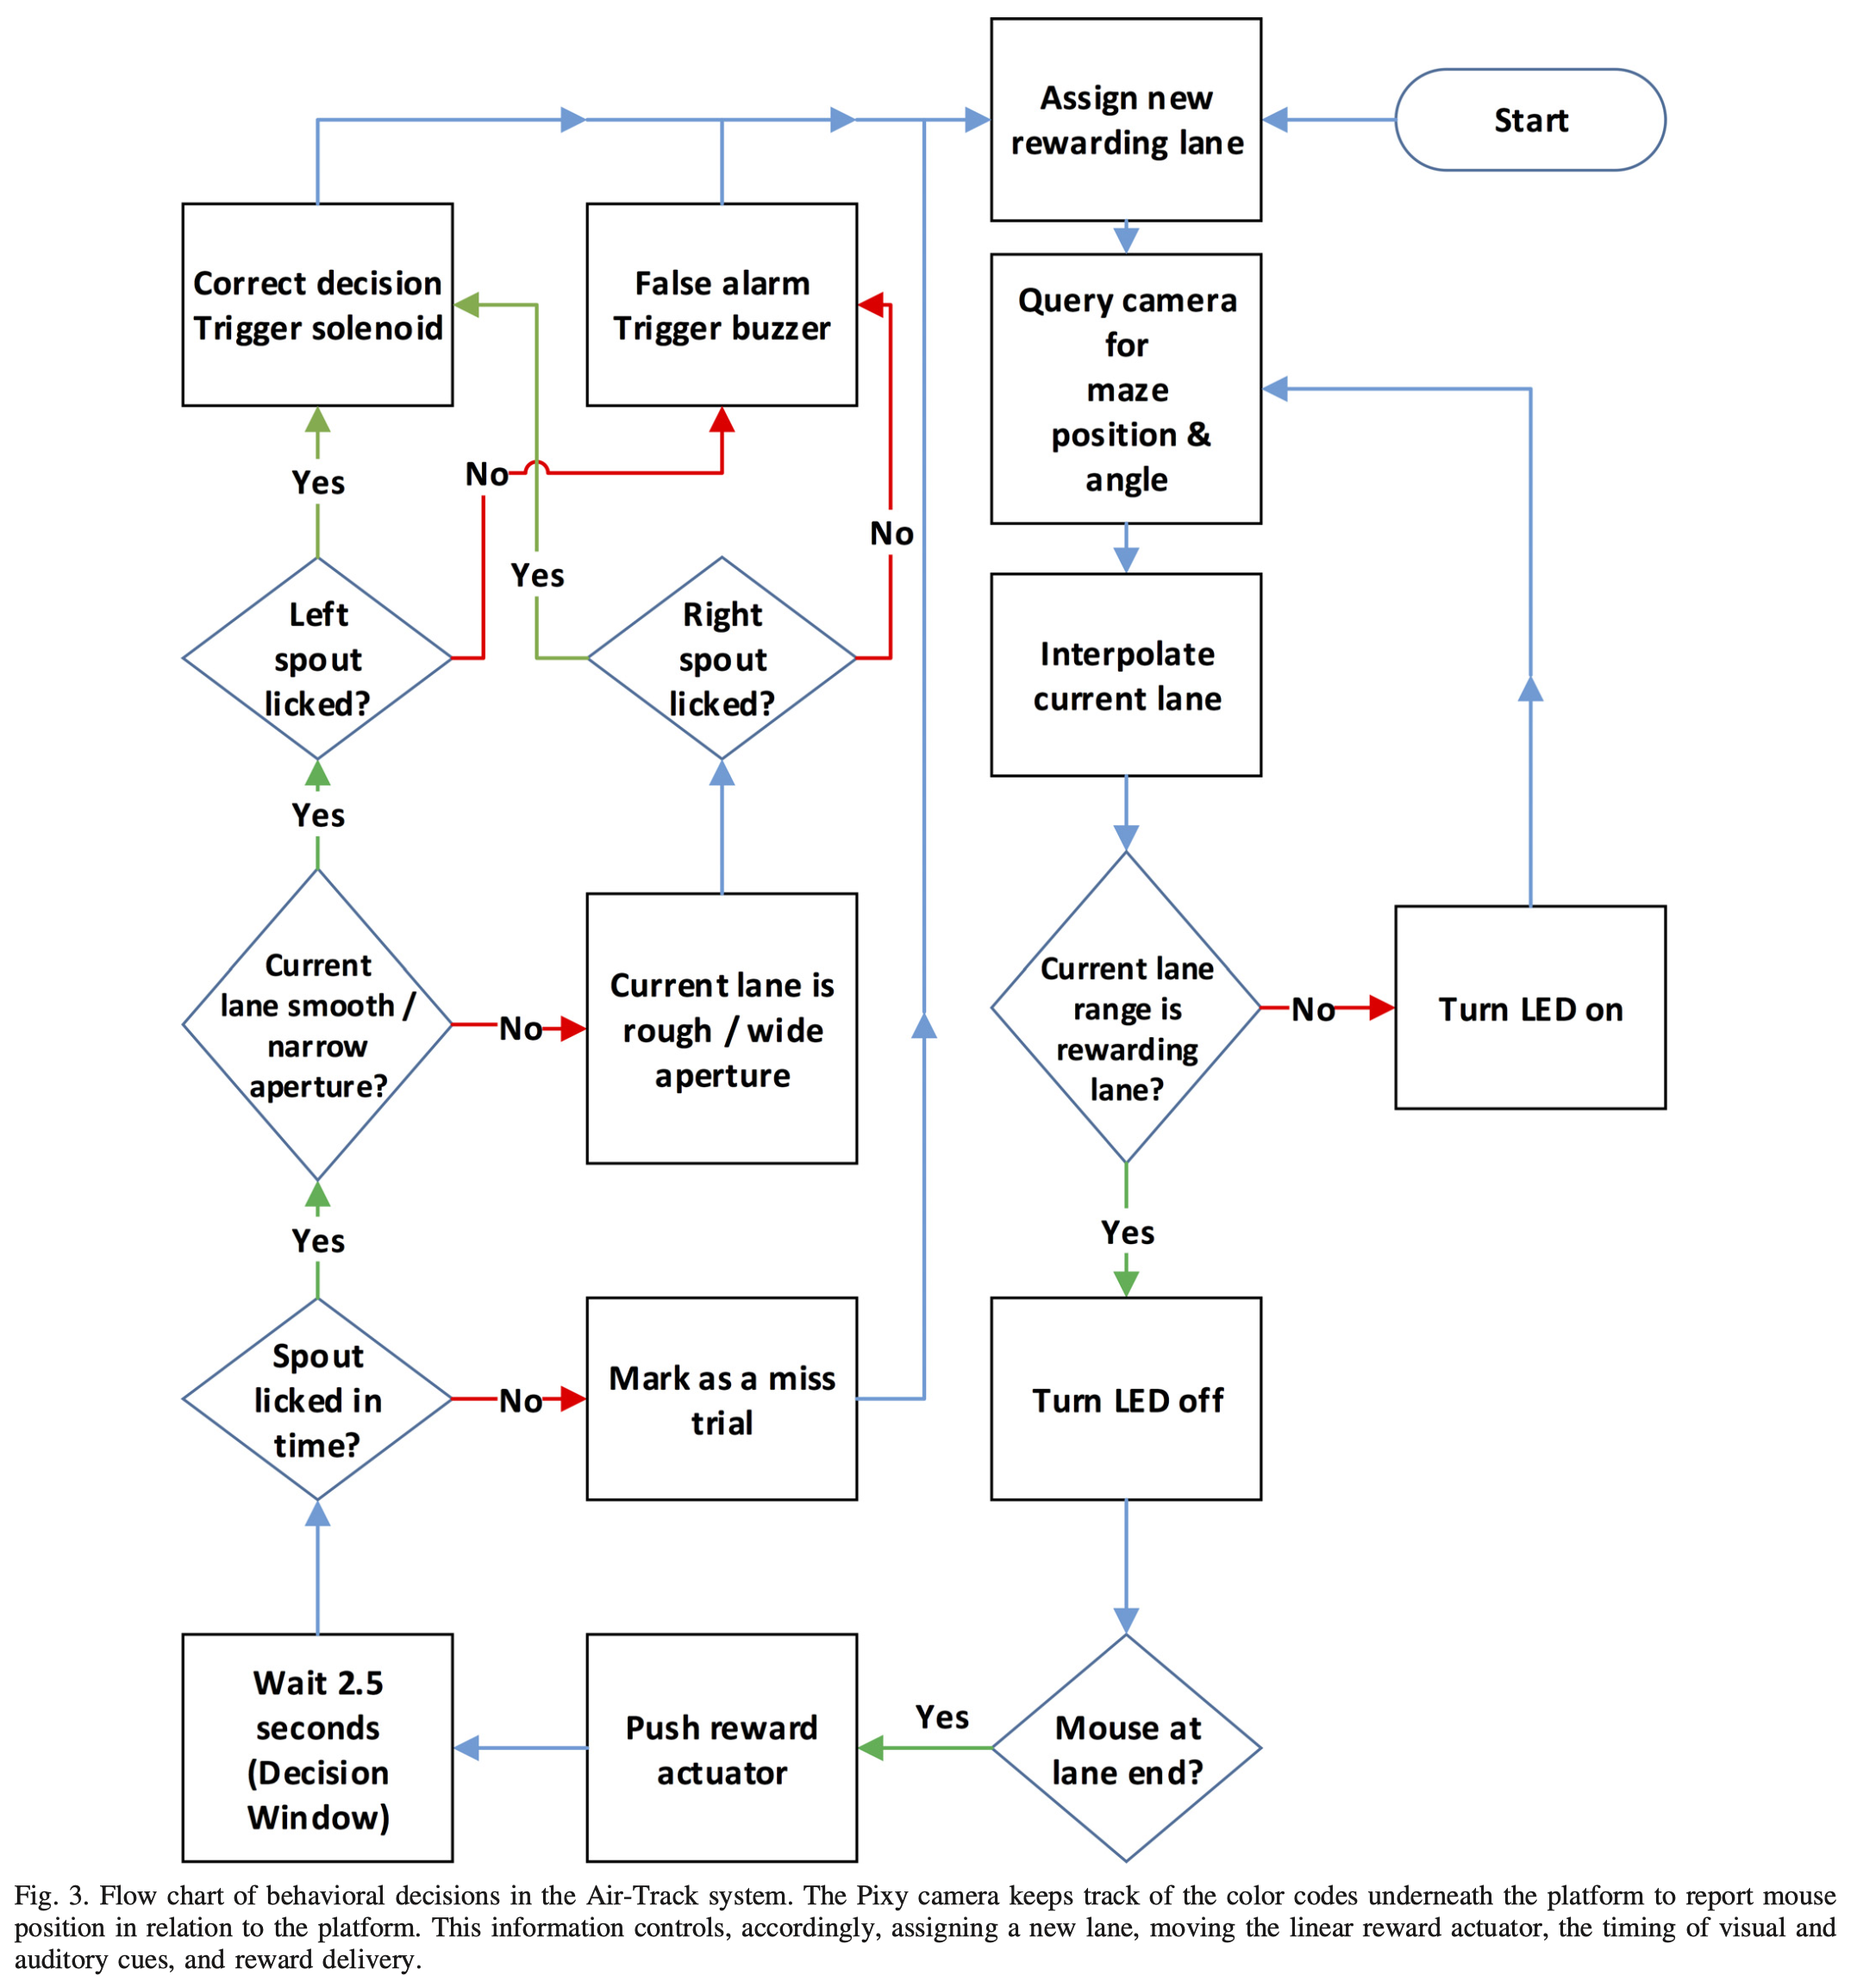 Start
Assign new
rewarding lane
Query camera
for
maze
position &
angle
Interpolate
current lane
Current lane
range is
rewarding
lane?
No
Turn LED on
Yes
Turn LED off
Mouse at
lane end?
Yes
Push reward
actuator
Wait 2.5
seconds
(Decision
Window)
Spout
licked in
time?
No
Mark as a miss
trial
Yes
Current
lane smooth /
narrow
aperture?
No
Current lane is
rough / wide
aperture
Yes
Left
spout
licked?
Right
spout
licked?
Yes
No
Yes
No
Correct decision
Trigger solenoid
False alarm
Trigger buzzer
Fig. 3. Flow chart of behavioral decisions in the Air-Track system. The Pixy camera keeps track of the color codes underneath the platform to report mouse
position in relation to the platform. This information controls, accordingly, assigning a new lane, moving the linear reward actuator, the timing of visual and
auditory cues, and reward delivery.